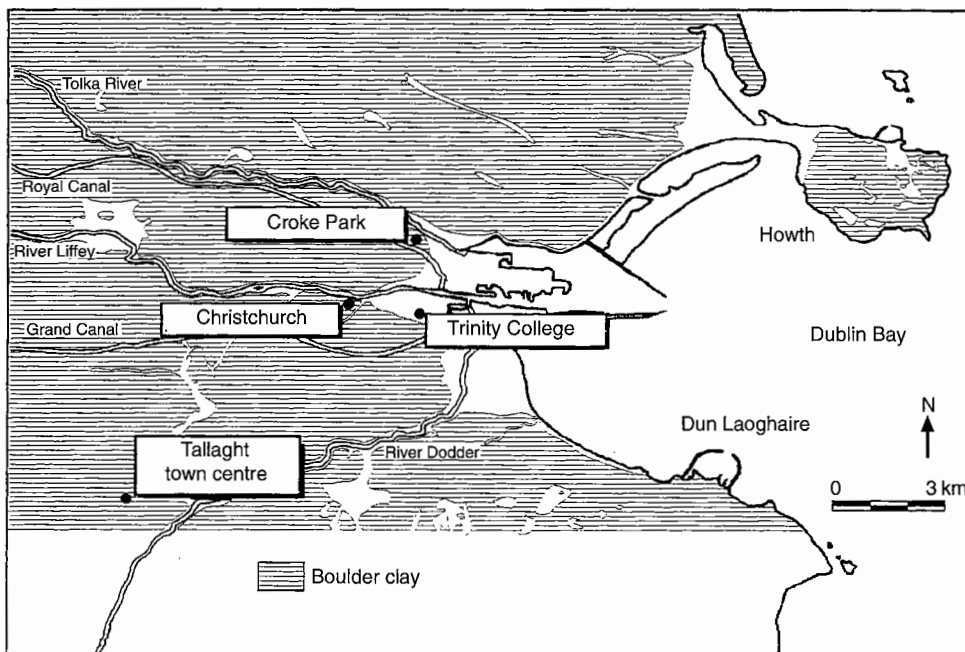 Tolka River
Royal Canal
Croke Park
River Liffey
Howth
Christchurch
Grand Canal
Trinity College
Dublin Bay
N
Dun Laoghaire
Tallaght
town centre
River Dodder
0 3 km
Boulder clay